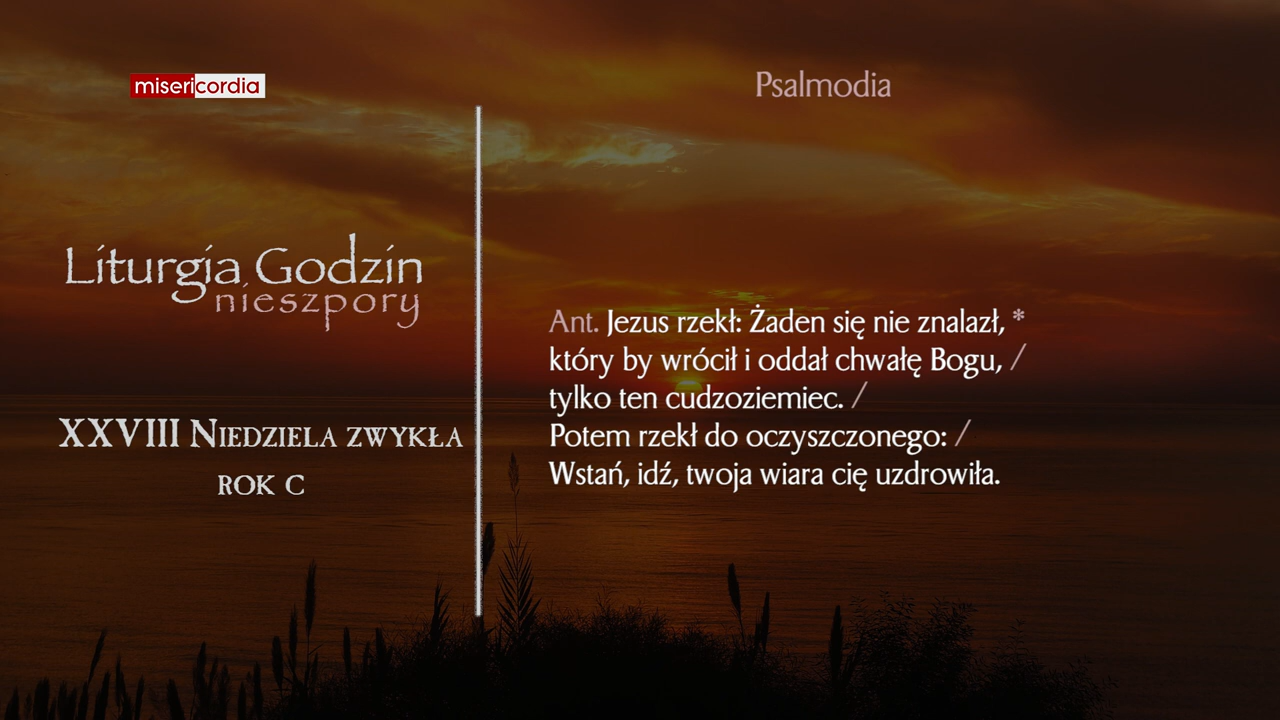 misericordia
Psalmodia
Liturgia Godzin
nieszpory
XXVIII Niedziela zwykła
rok C
Ant. Jezus rzekł: Żaden się nie znalazł, *
który by wrócił i oddał chwałę Bogu, /
tylko ten cudzoziemiec. /
Potem rzekł do oczyszczonego: /
Wstań, idź, twoja wiara cię uzdrowiła.